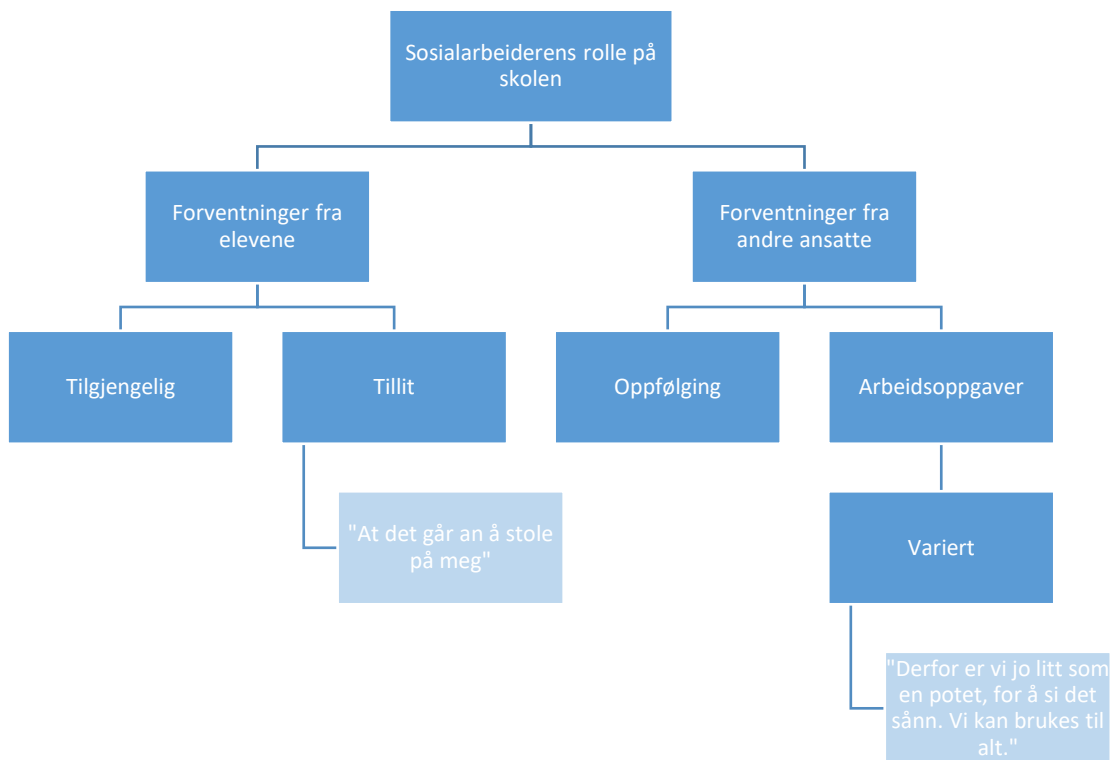 Sosialarbeiderens rolle på
skolen
Forventninger fra
elevene
Forventninger fra
andre ansatte
Tilgjengelig
Tillit
Oppfølging
Arbeidsoppgaver
"At det går an å stole
på meg"
Variert
"Derfor er vi jo litt som
en potet, for å si det
sånn. Vi kan brukes til
alt."